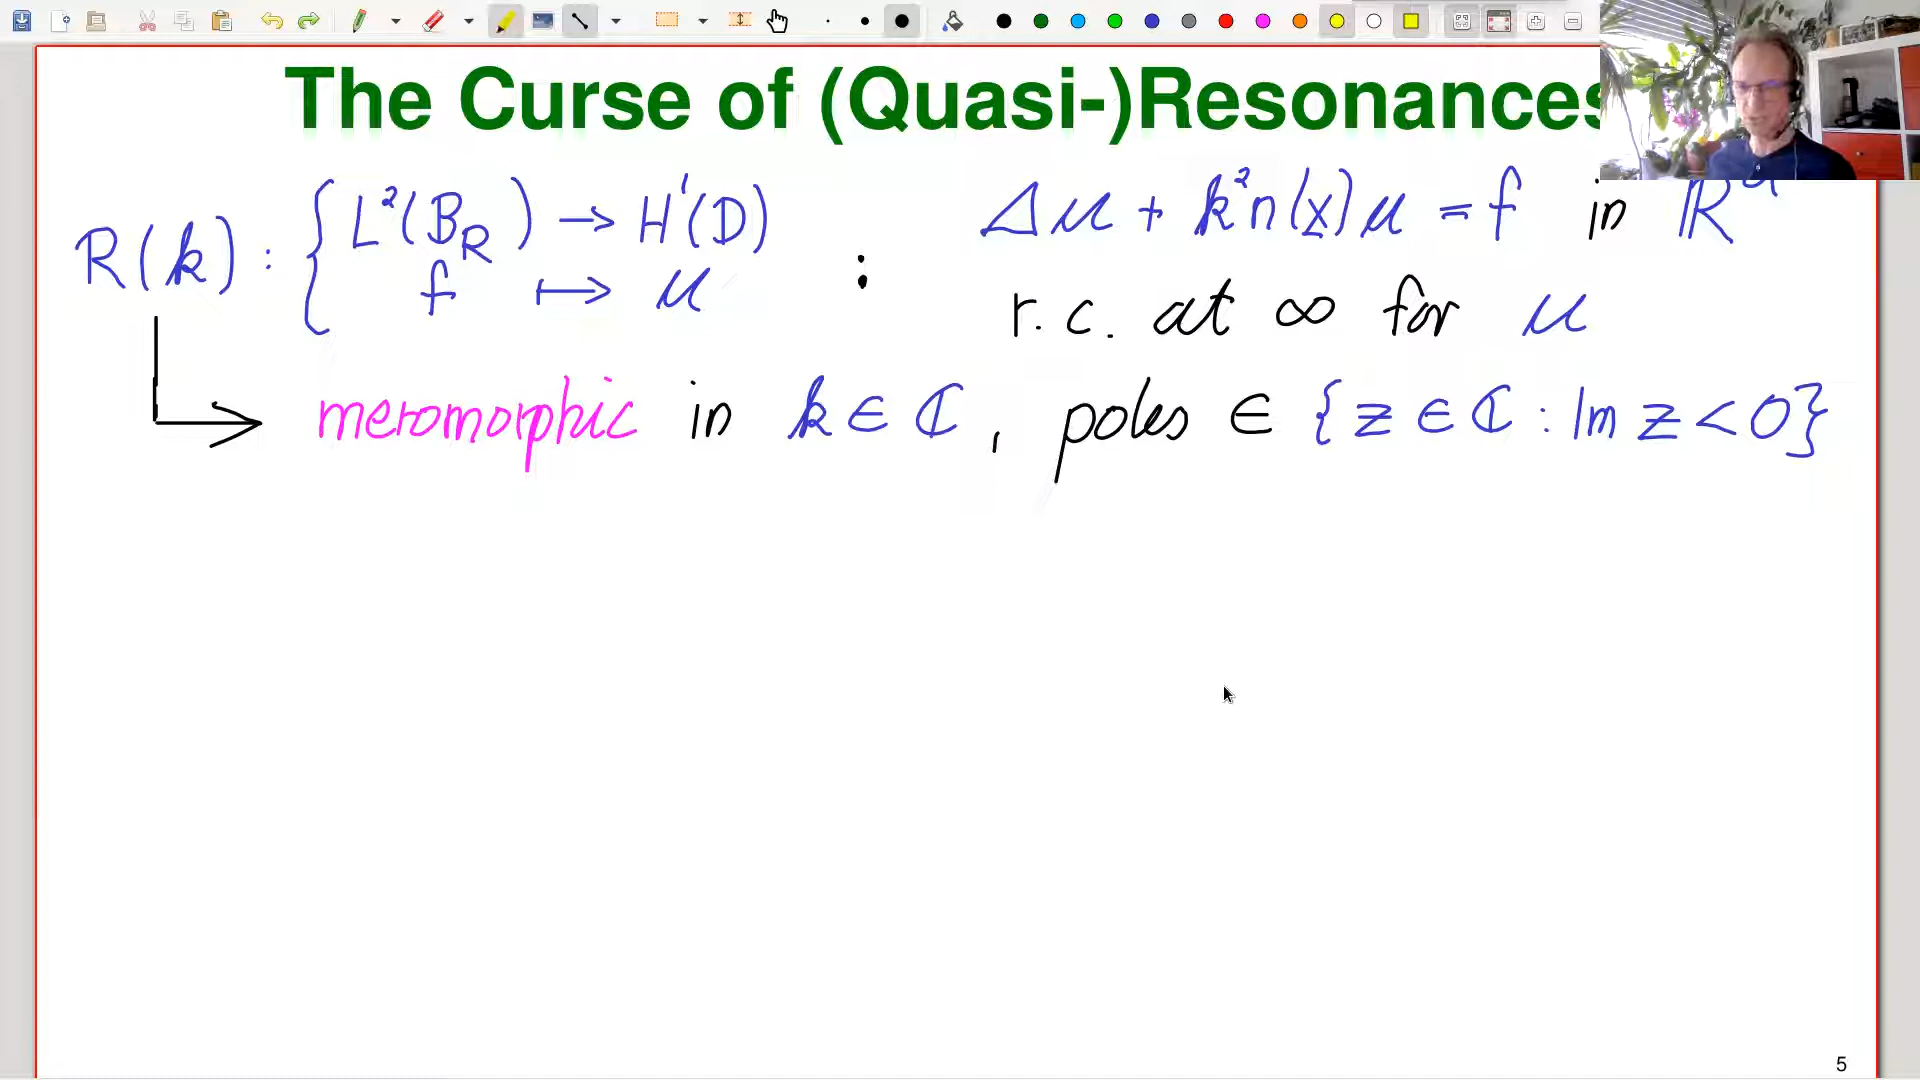 The Curse of (Quasi-)Resonances
R(k) : { L²(B_R) → H¹(D) : Δu + k²n(x)u = f in ℝᵈ
f ↦ u r.c. at ∞ for u
meromorphic in k ∈ ℂ, poles ∈ {z ∈ ℂ : Im z < 0}
5